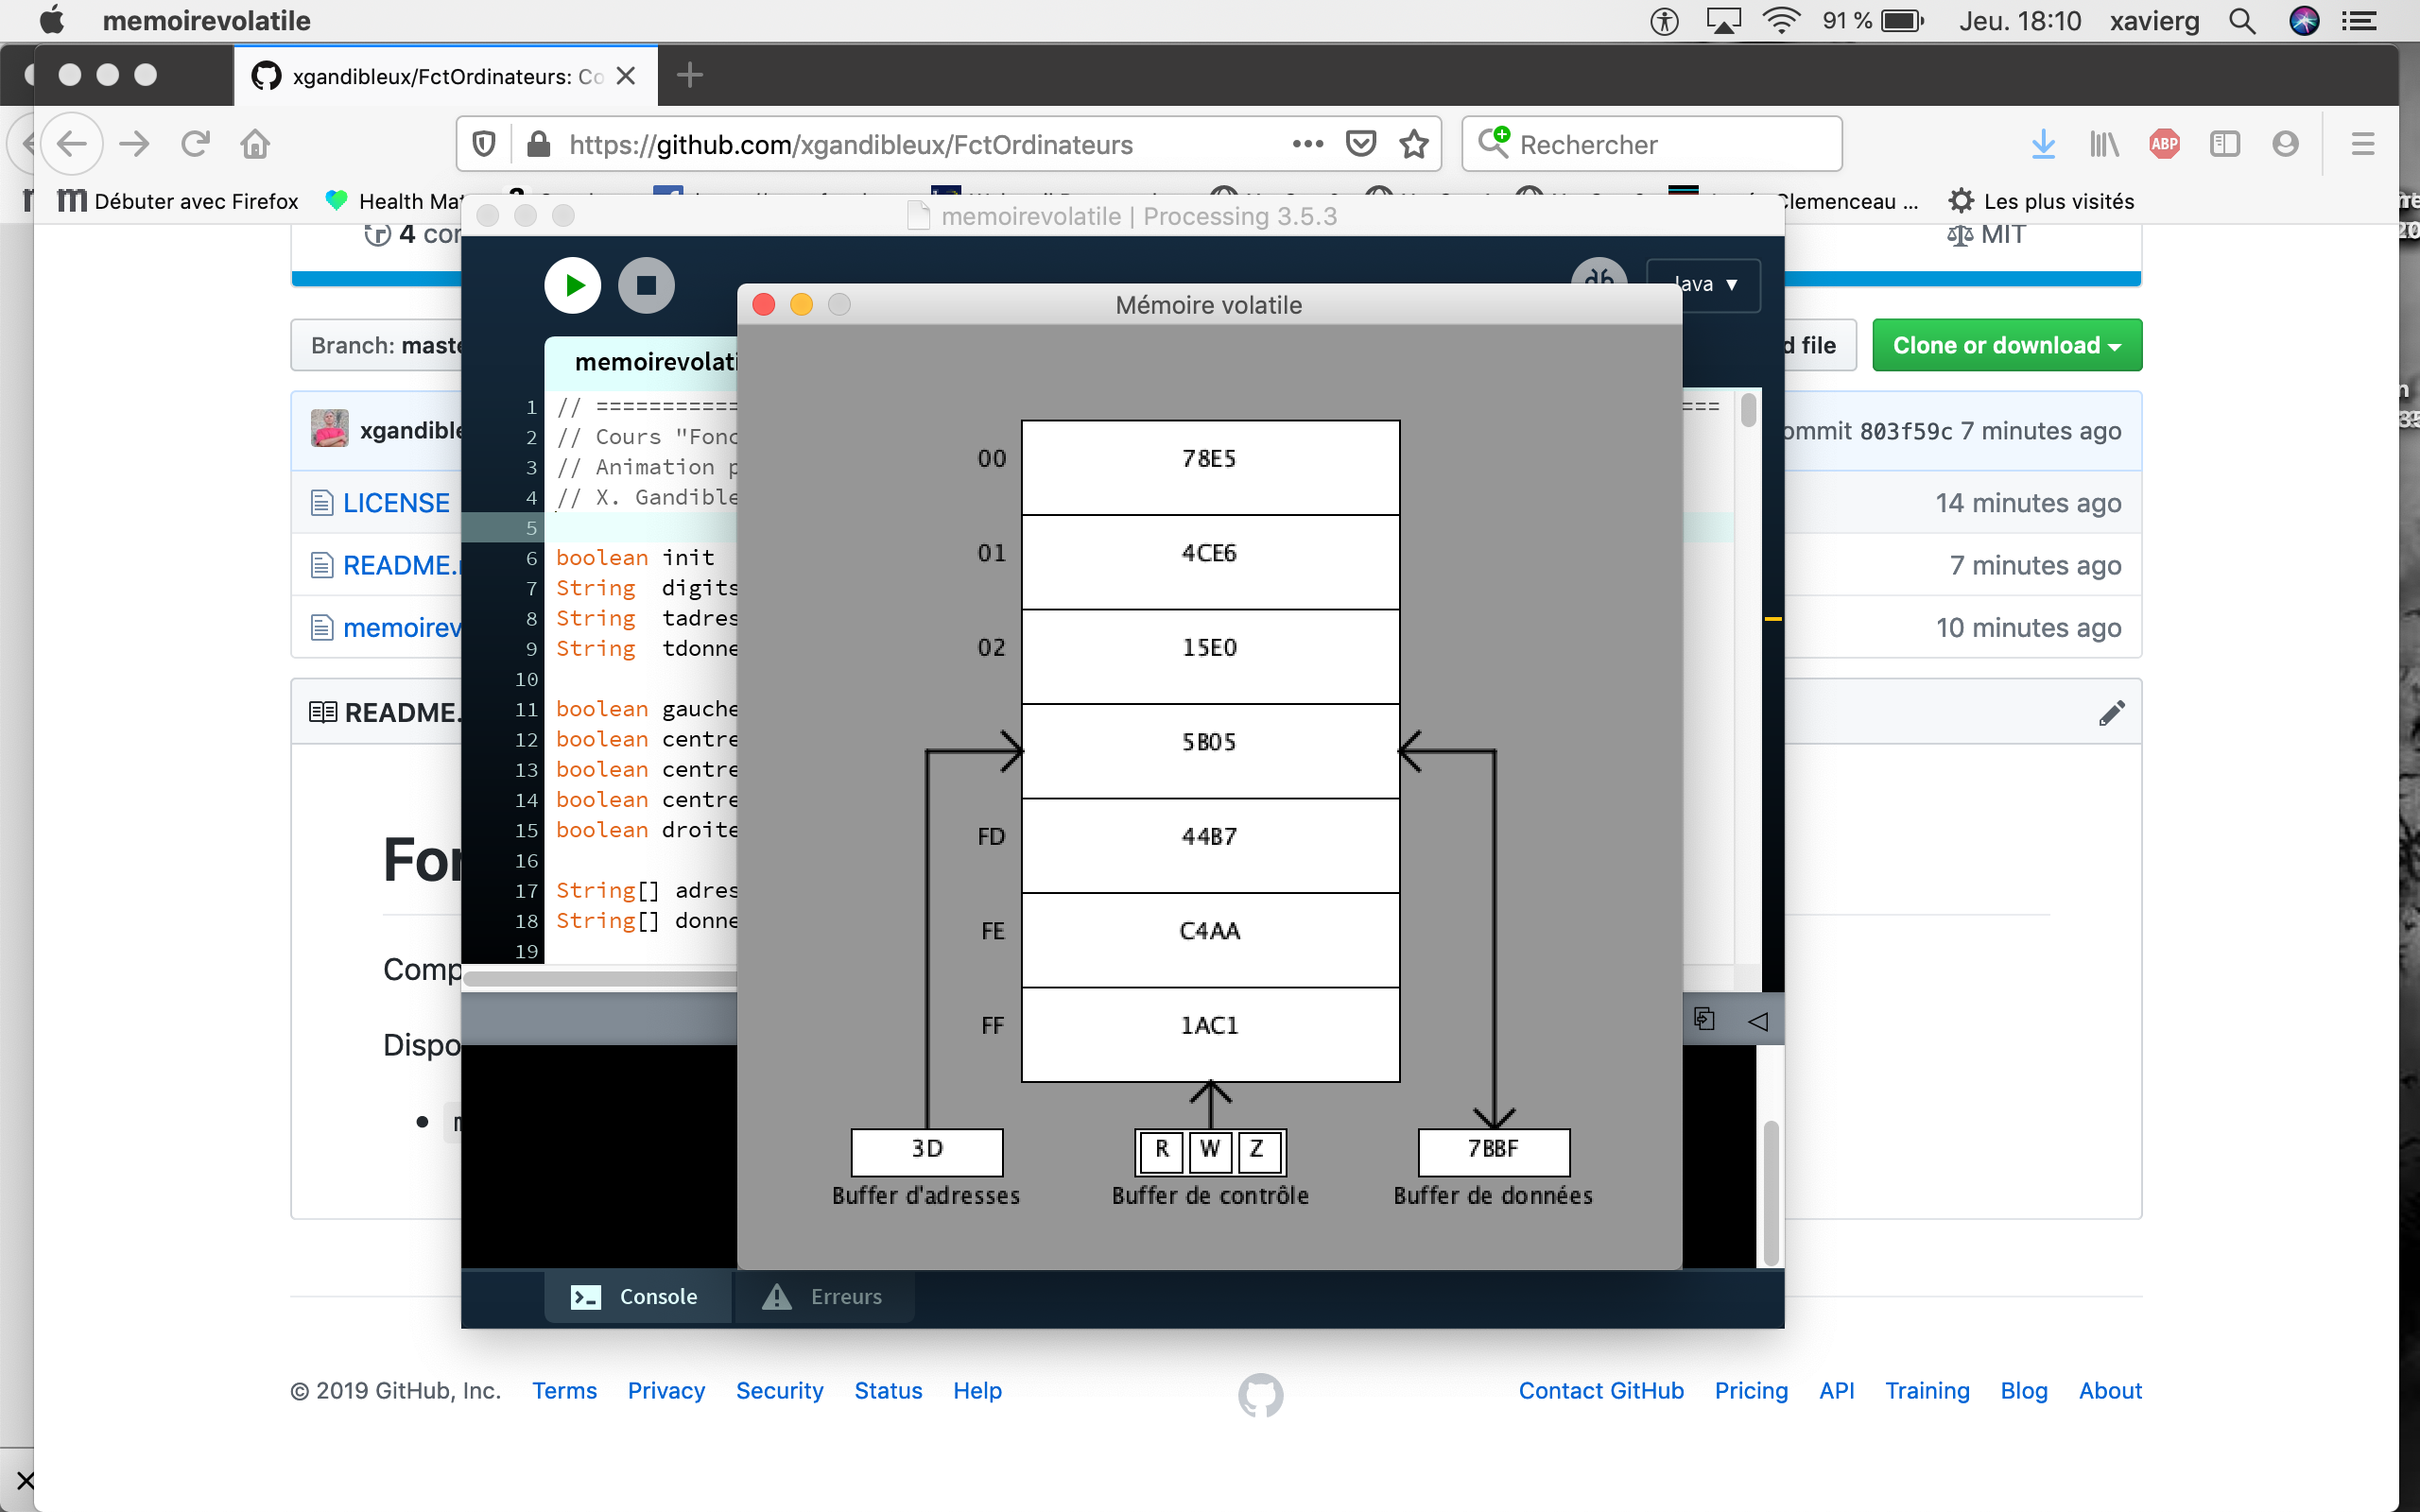 memoirevolatile
91 %
Jeu. 18:10
xavierg
xgandibleux/FctOrdinateurs: Co
https://github.com/xgandibleux/FctOrdinateurs
Rechercher
ABP
Débuter avec Firefox
Health Mat
Clemenceau ...
Les plus visités
memoirevolatile | Processing 3.5.3
4 con
MIT
Java
Mémoire volatile
Branch: maste
d file
Clone or download
memoirevolati
1 // ============ ===
2 // Cours "Fonc
3 // Animation p
4 // X. Gandible
5
6 boolean init
7 String digits
8 String tadres
9 String tdonne
10
11 boolean gauche
12 boolean centre
13 boolean centre
14 boolean centre
15 boolean droite
16
17 String[] adres
18 String[] donne
19
xgandible
ommit 803f59c 7 minutes ago
LICENSE
14 minutes ago
README.
7 minutes ago
memoirev
10 minutes ago
README.
For
Comp
Dispo
00 78E5
01 4CE6
02 15E0
5B05
FD 44B7
FE C4AA
FF 1AC1
3D
R W Z
7BBF
Buffer d'adresses
Buffer de contrôle
Buffer de données
Console
Erreurs
© 2019 GitHub, Inc.
Terms
Privacy
Security
Status
Help
Contact GitHub
Pricing
API
Training
Blog
About